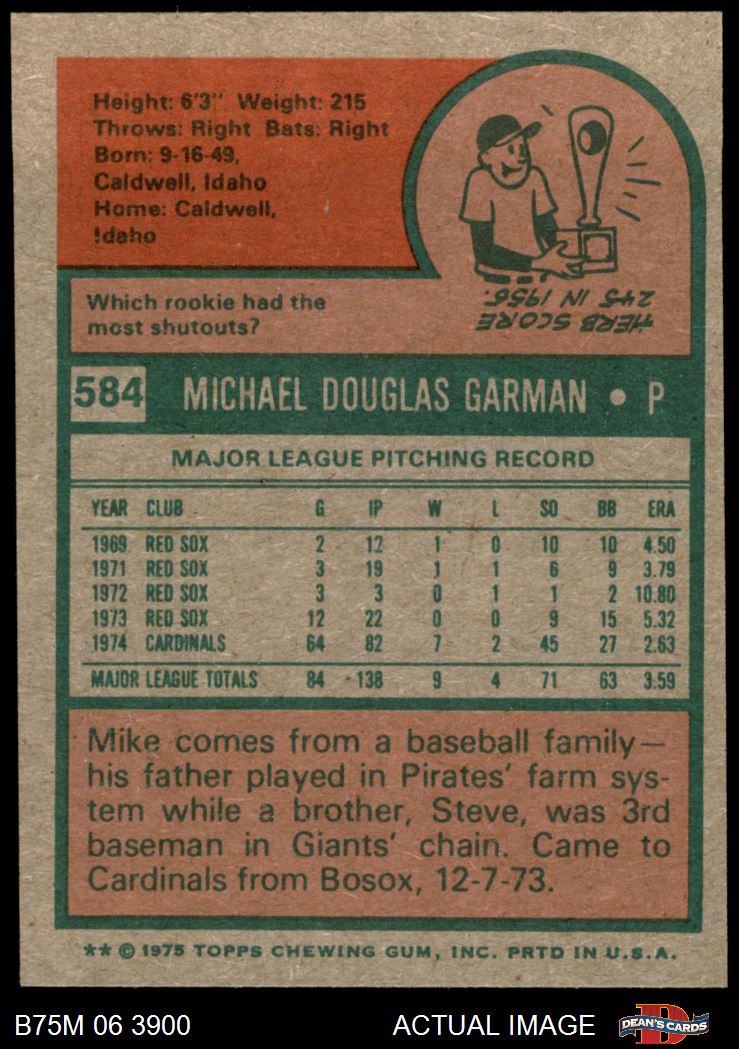 Height: 6'3" Weight: 215
Throws: Right Bats: Right
Born: 9-16-49,
Caldwell, Idaho
Home: Caldwell,
Idaho
Which rookie had the
most shutouts?
HERB SCORE
245 IN 1956.
584 MICHAEL DOUGLAS GARMAN • P
MAJOR LEAGUE PITCHING RECORD
YEAR CLUB G IP W L SO BB ERA
1969 RED SOX 2 12 1 0 10 10 4.50
1971 RED SOX 3 19 1 1 6 9 3.79
1972 RED SOX 3 3 0 1 1 2 10.80
1973 RED SOX 12 22 0 0 9 15 5.32
1974 CARDINALS 64 82 7 2 45 27 2.63
MAJOR LEAGUE TOTALS 84 138 9 4 71 63 3.59
Mike comes from a baseball family—
his father played in Pirates' farm sys-
tem while a brother, Steve, was 3rd
baseman in Giants' chain. Came to
Cardinals from Bosox, 12-7-73.
** © 1975 TOPPS CHEWING GUM, INC. PRTD IN U.S.A.
B75M 06 3900 ACTUAL IMAGE DEAN'S CARDS